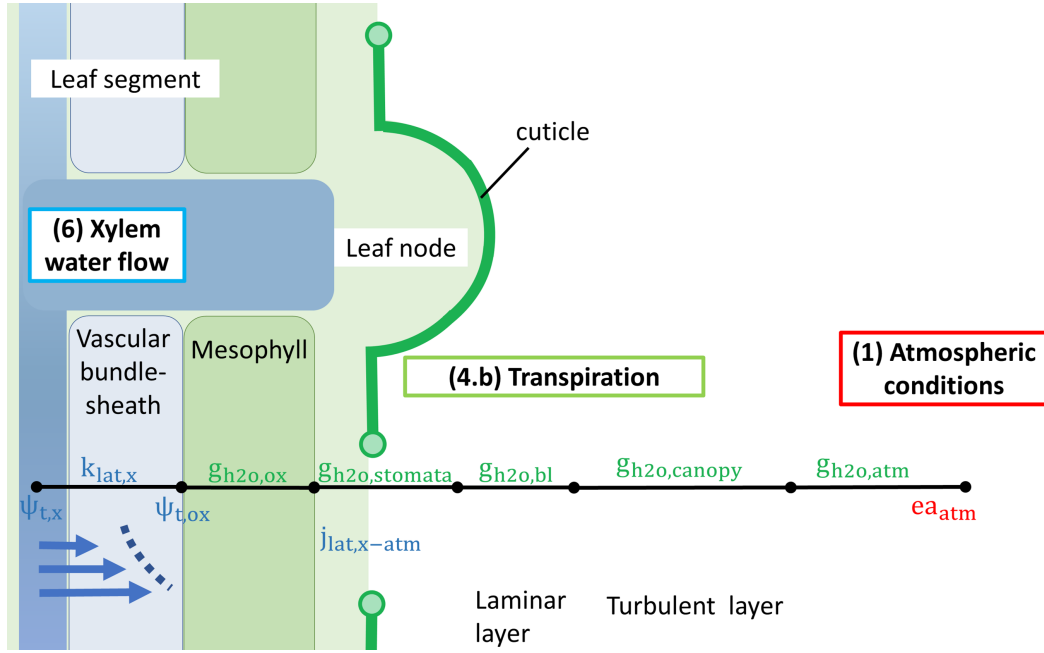 Leaf segment
cuticle
(6) Xylem
water flow
Leaf node
Vascular
bundle-
sheath
Mesophyll
(4.b) Transpiration
(1) Atmospheric
conditions
k_lat,x
g_h2o,ox
g_h2o,stomata
g_h2o,bl
g_h2o,canopy
g_h2o,atm
ψ_t,x
ψ_t,ox
ea_atm
j_lat,x−atm
Laminar
layer
Turbulent layer